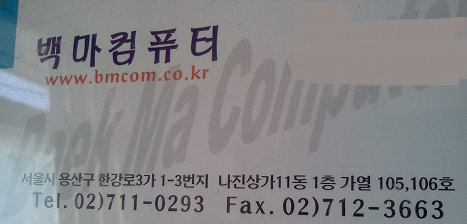 백마컴퓨터
www.bmcom.co.kr
Baek Ma Computer
서울시 용산구 한강로3가 1-3번지 나진상가11동 1층 가열 105,106호
Tel. 02)711-0293 Fax. 02)712-3663